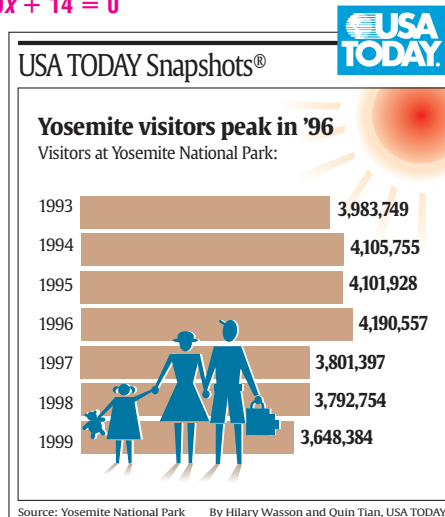 x + 14 = 0
USA
TODAY.
USA TODAY Snapshots®
Yosemite visitors peak in ’96
Visitors at Yosemite National Park:
1993 3,983,749
1994 4,105,755
1995 4,101,928
1996 4,190,557
1997 3,801,397
1998 3,792,754
1999 3,648,384
Source: Yosemite National Park By Hilary Wasson and Quin Tian, USA TODAY